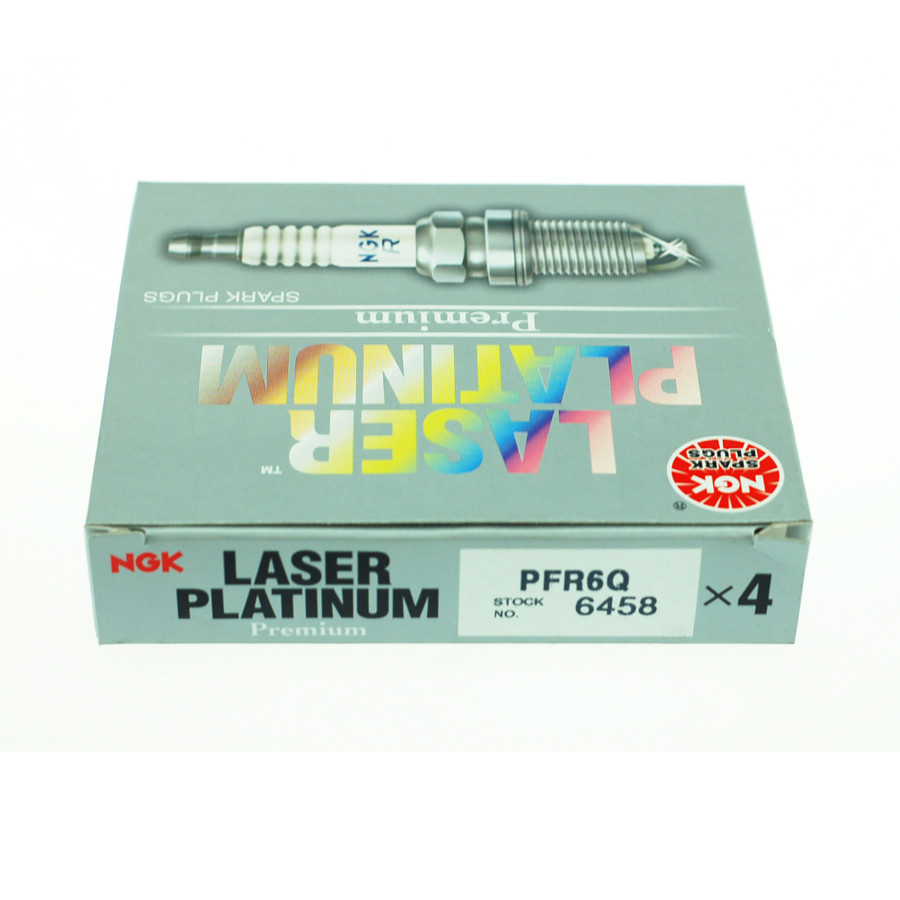 NGK
R
SPARK PLUGS
Premium
LASER
PLATINUM
™
NGK
SPARK PLUGS
®
NGK
LASER
PLATINUM
Premium
PFR6Q
STOCK NO. 6458
×4